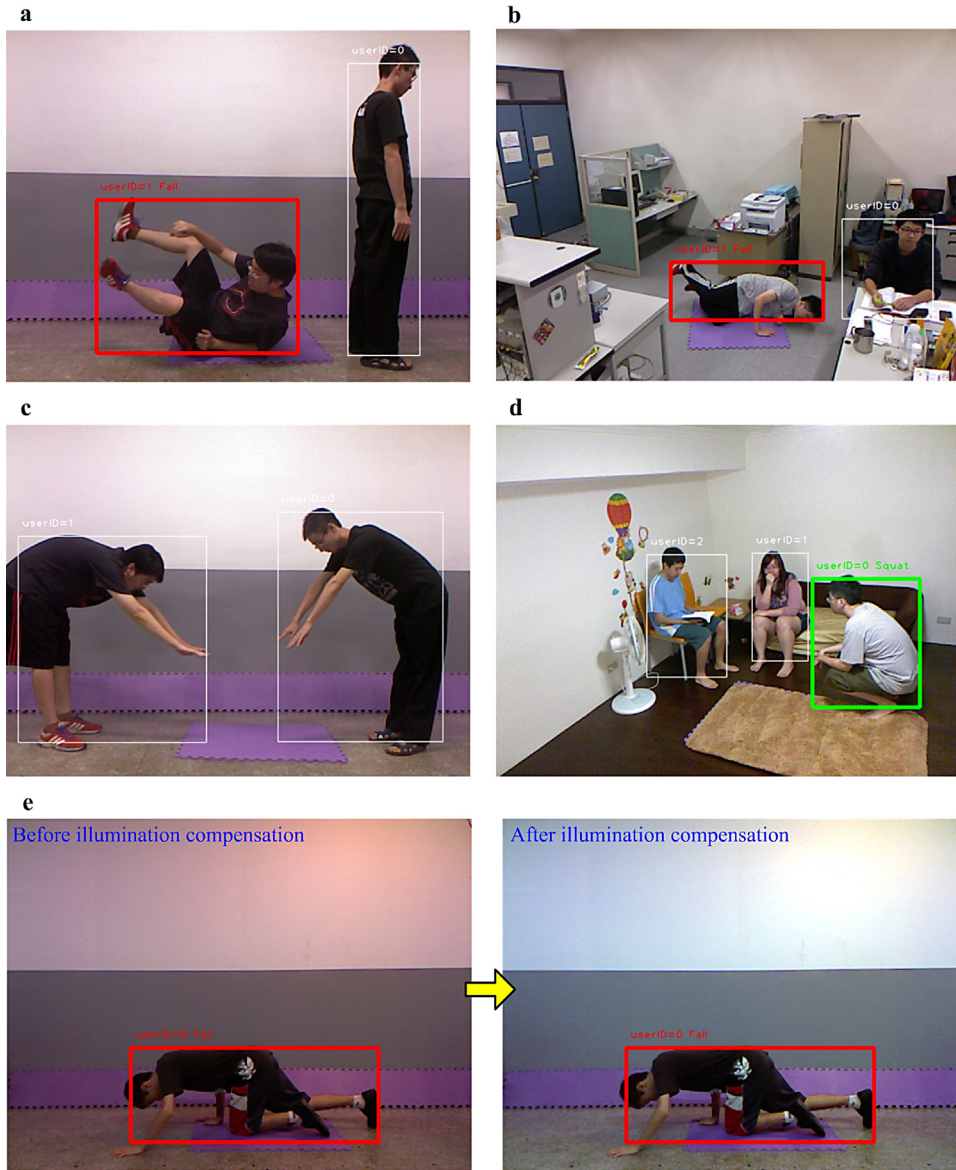 a
userID=0
userID=1 Fall
b
userID=0
userID=1 Fall
c
userID=0
userID=1
d
userID=2
userID=1
userID=0 Squat
e
Before illumination compensation
After illumination compensation
userID=0 Fall
userID=0 Fall